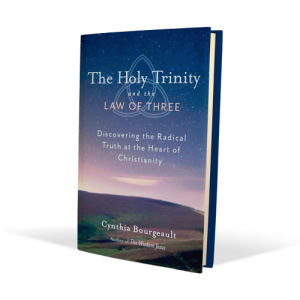 The Holy Trinity
and the
LAW OF THREE
Discovering the Radical
Truth at the Heart of
Christianity
Cynthia Bourgeault
Author of The Wisdom Jesus